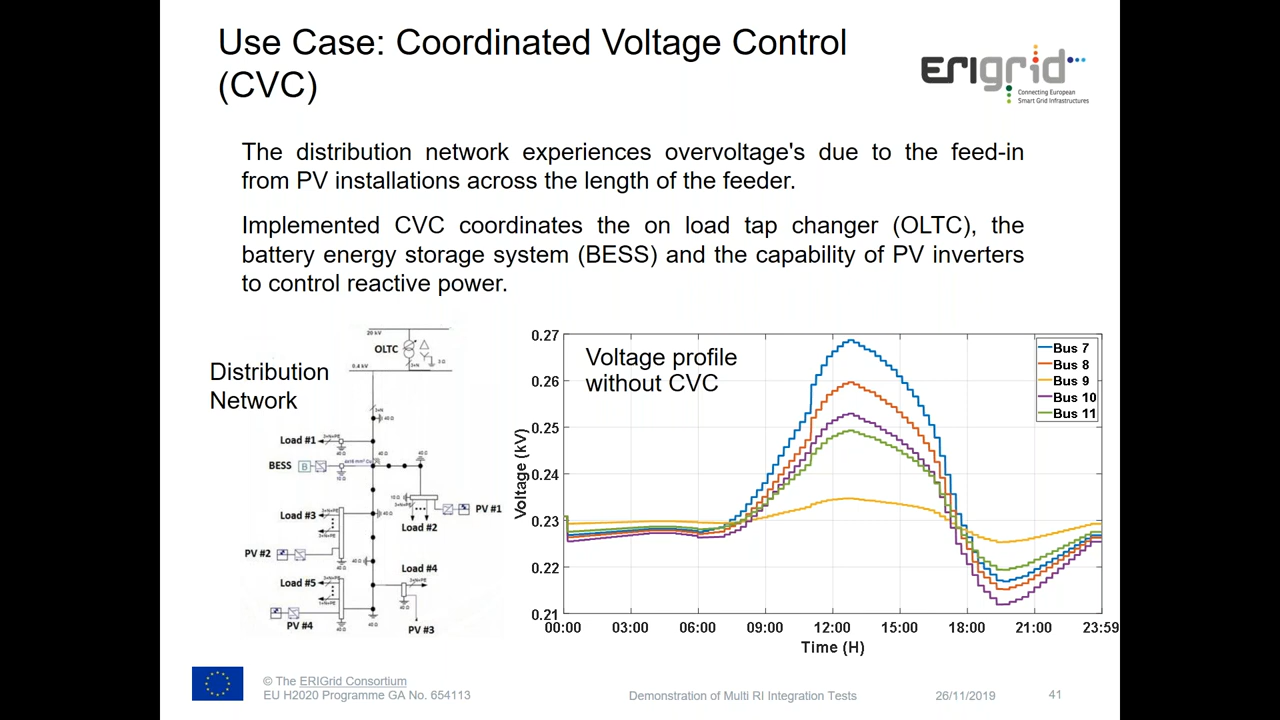 Use Case: Coordinated Voltage Control
(CVC)
ERIgrid
Connecting European
Smart Grid Infrastructures
The distribution network experiences overvoltage's due to the feed-in
from PV installations across the length of the feeder.
Implemented CVC coordinates the on load tap changer (OLTC), the
battery energy storage system (BESS) and the capability of PV inverters
to control reactive power.
Distribution
Network
20 kV
OLTC
0.4 kV
Load #1
BESS
B
PV #1
Load #2
Load #3
PV #2
Load #4
Load #5
PV #4
PV #3
Voltage profile
without CVC
Bus 7
Bus 8
Bus 9
Bus 10
Bus 11
Voltage (kV)
0.27
0.26
0.25
0.24
0.23
0.22
0.21
00:00 03:00 06:00 09:00 12:00 15:00 18:00 21:00 23:59
Time (H)
© The ERIGrid Consortium
EU H2020 Programme GA No. 654113
Demonstration of Multi RI Integration Tests
26/11/2019
41